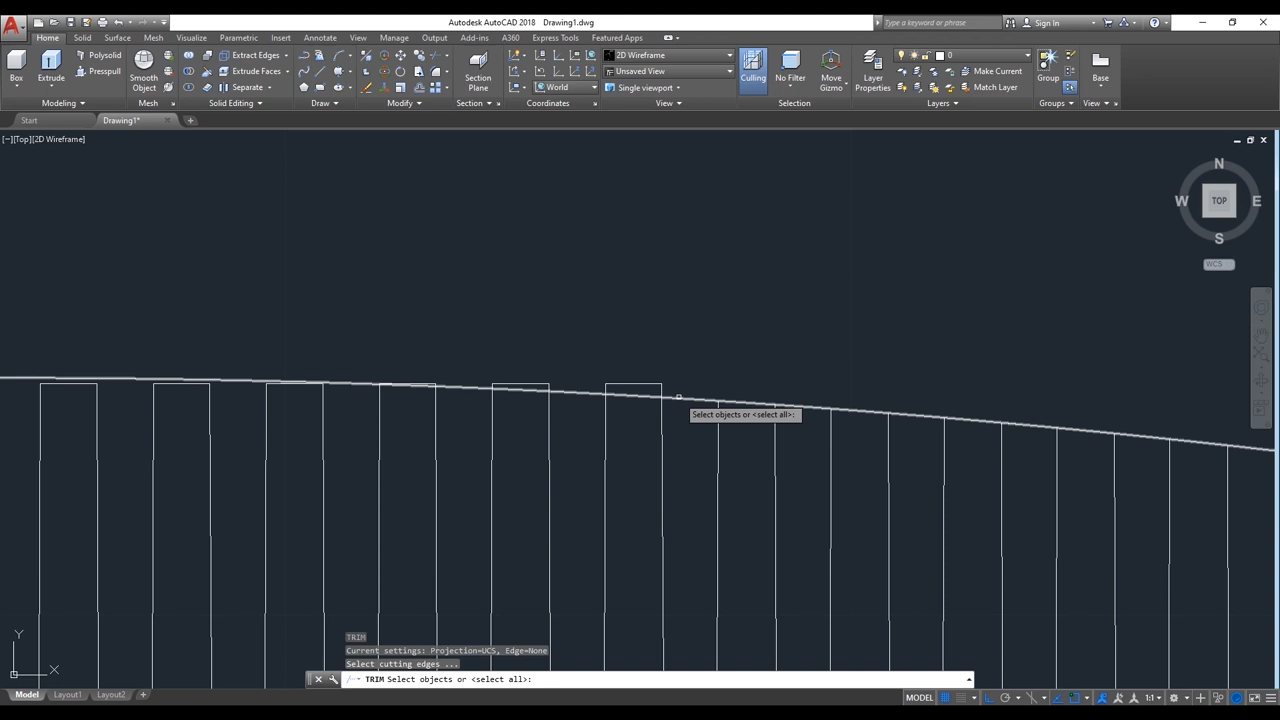 Autodesk AutoCAD 2018 Drawing1.dwg
Type a keyword or phrase
Sign In
Home Solid Surface Mesh Visualize Parametric Insert Annotate View Manage Output Add-ins A360 Express Tools Featured Apps
Polysolid
Presspull
Box
Extrude
Smooth
Object
Extract Edges
Extrude Faces
Separate
Section
Plane
World
2D Wireframe
Unsaved View
Single viewport
Culling
No Filter
Move
Gizmo
Layer
Properties
0
Make Current
Match Layer
Group
Base
Modeling Mesh Solid Editing Draw Modify Section Coordinates View Selection Layers Groups View
Start Drawing1*
[−][Top][2D Wireframe]
N
W TOP E
S
WCS
Select objects or <select all>:
TRIM
Current settings: Projection=UCS, Edge=None
Select cutting edges ...
TRIM Select objects or <select all>:
Y
X
Model Layout1 Layout2
MODEL
1:1